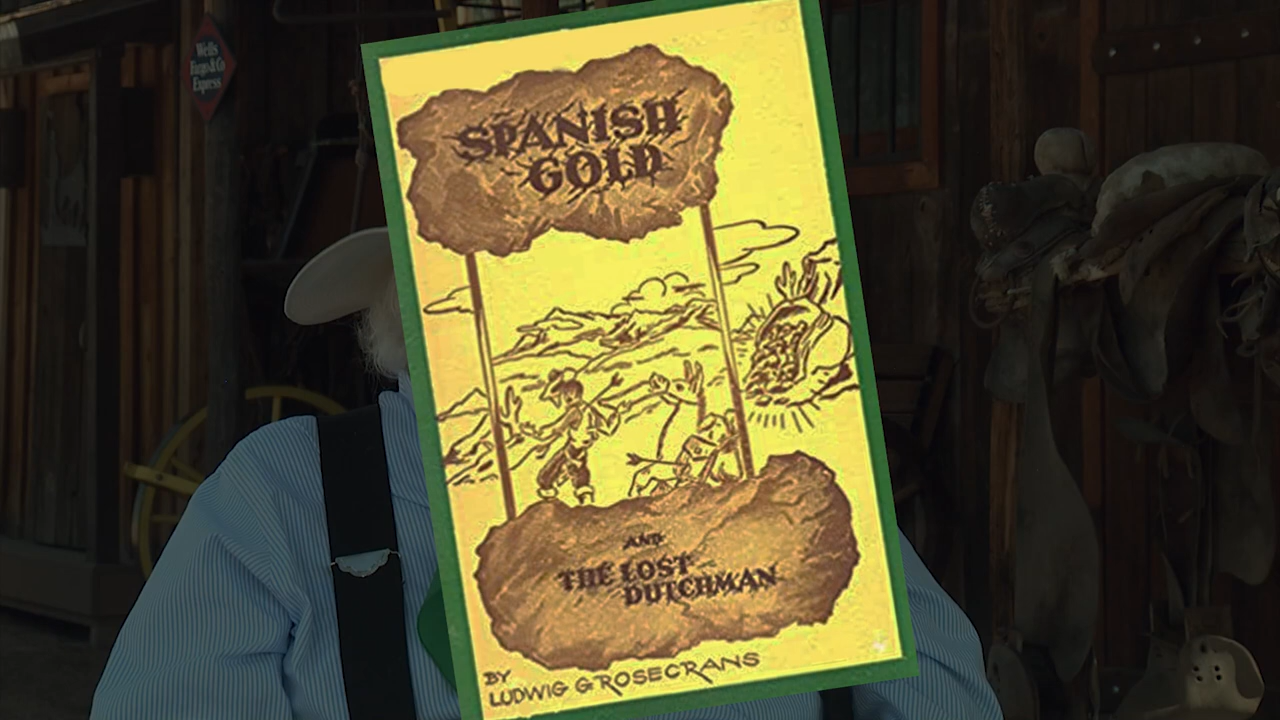 Wells
Fargo & Co
Express
SPANISH
GOLD
AND
THE LOST
DUTCHMAN
BY
LUDWIG G ROSECRANS